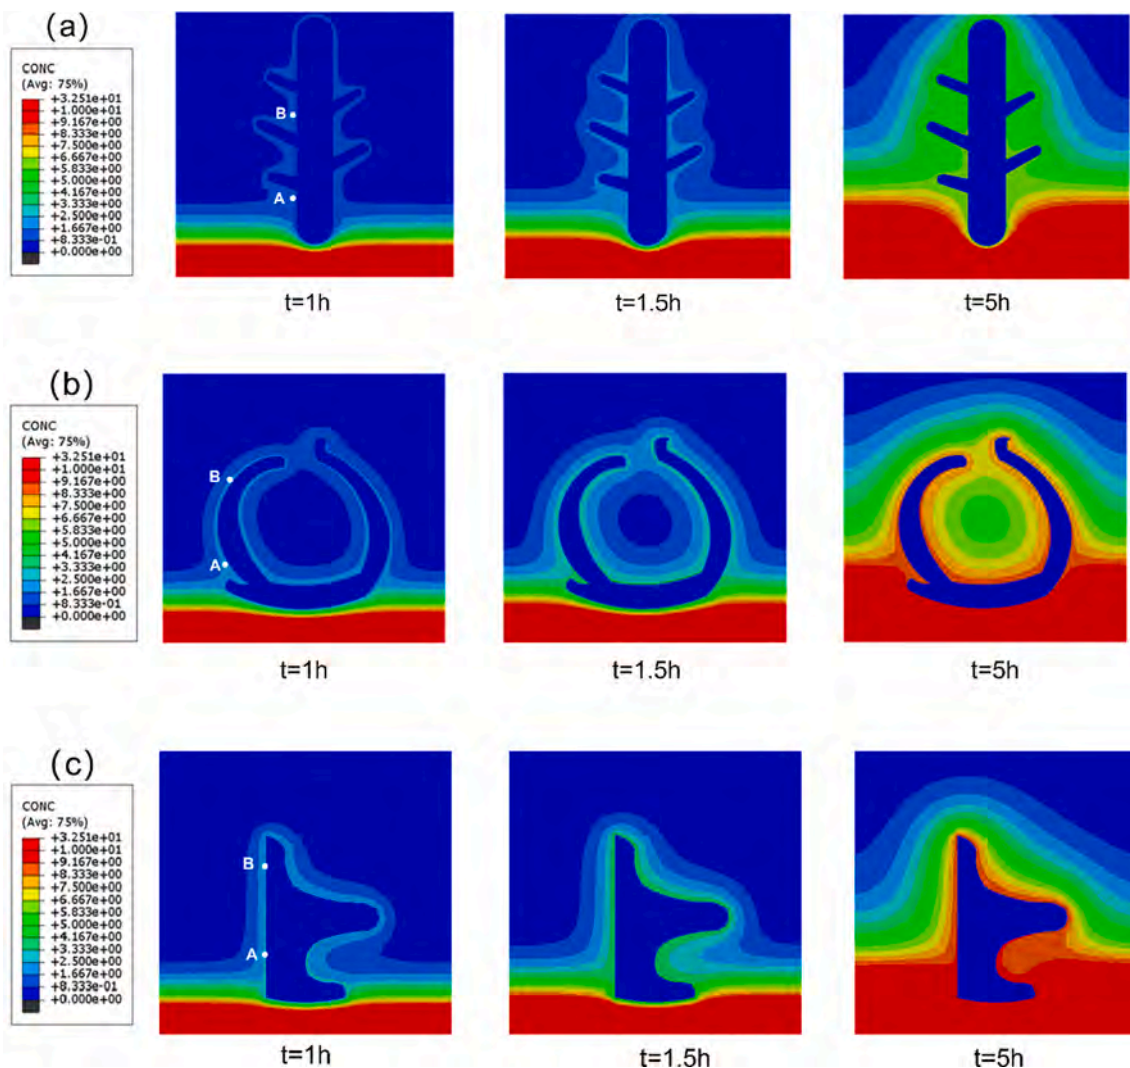 (a)
CONC
(Avg: 75%)
+3.251e+01
+1.000e+01
+9.167e+00
+8.333e+00
+7.500e+00
+6.667e+00
+5.833e+00
+5.000e+00
+4.167e+00
+3.333e+00
+2.500e+00
+1.667e+00
+8.333e-01
+0.000e+00
B
A
t=1h
t=1.5h
t=5h
(b)
CONC
(Avg: 75%)
+3.251e+01
+1.000e+01
+9.167e+00
+8.333e+00
+7.500e+00
+6.667e+00
+5.833e+00
+5.000e+00
+4.167e+00
+3.333e+00
+2.500e+00
+1.667e+00
+8.333e-01
+0.000e+00
B
A
t=1h
t=1.5h
t=5h
(c)
CONC
(Avg: 75%)
+3.251e+01
+1.000e+01
+9.167e+00
+8.333e+00
+7.500e+00
+6.667e+00
+5.833e+00
+5.000e+00
+4.167e+00
+3.333e+00
+2.500e+00
+1.667e+00
+8.333e-01
+0.000e+00
B
A
t=1h
t=1.5h
t=5h